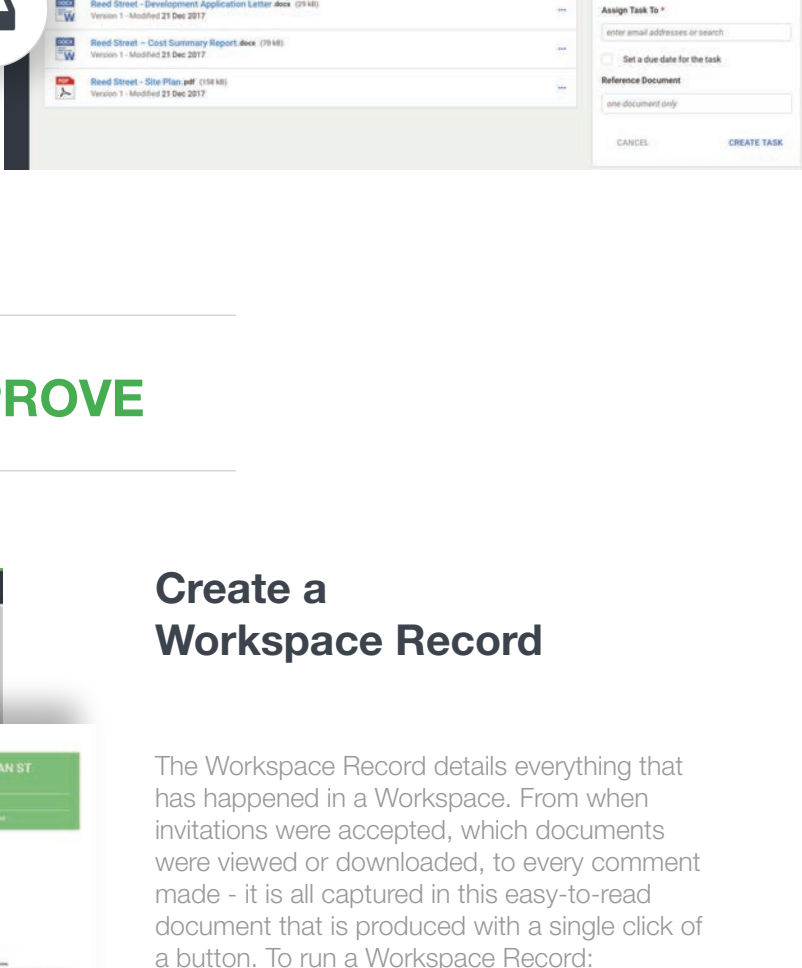 Reed Street - Development Application Letter.docx (29 kB)
Version 1 - Modified 21 Dec 2017
Reed Street – Cost Summary Report.docx (79 kB)
Version 1 - Modified 21 Dec 2017
Reed Street - Site Plan.pdf (158 kB)
Version 1 - Modified 21 Dec 2017
Assign Task To *
enter email addresses or search
Set a due date for the task
Reference Document
one document only
CANCEL
CREATE TASK
PROVE
Create a
Workspace Record
AN ST
The Workspace Record details everything that
has happened in a Workspace. From when
invitations were accepted, which documents
were viewed or downloaded, to every comment
made - it is all captured in this easy-to-read
document that is produced with a single click of
a button. To run a Workspace Record: